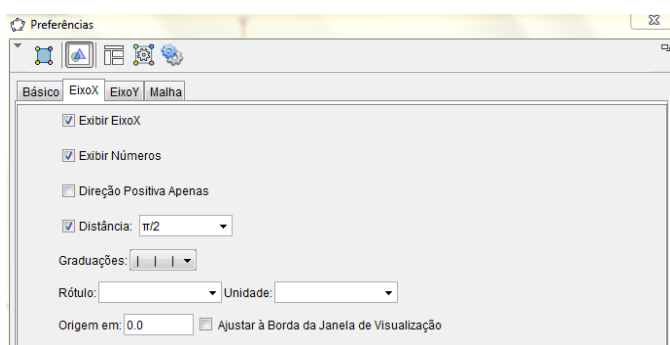 Preferências
Básico EixoX EixoY Malha
Exibir EixoX
Exibir Números
Direção Positiva Apenas
Distância: π/2
Graduações: | | |
Rótulo: Unidade:
Origem em: 0.0 Ajustar à Borda da Janela de Visualização